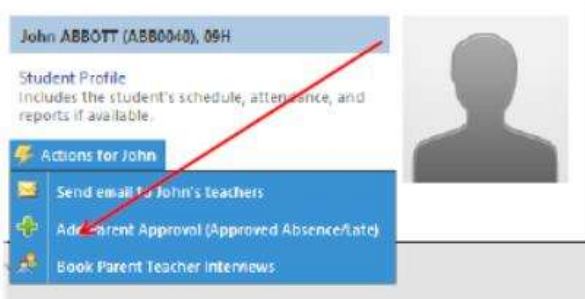 John ABBOTT (ABB0040), 09H
Student Profile
Includes the student's schedule, attendance, and
reports if available.
Actions for John
Send email to John's teachers
Add Parent Approval (Approved Absence/Late)
Book Parent Teacher Interviews